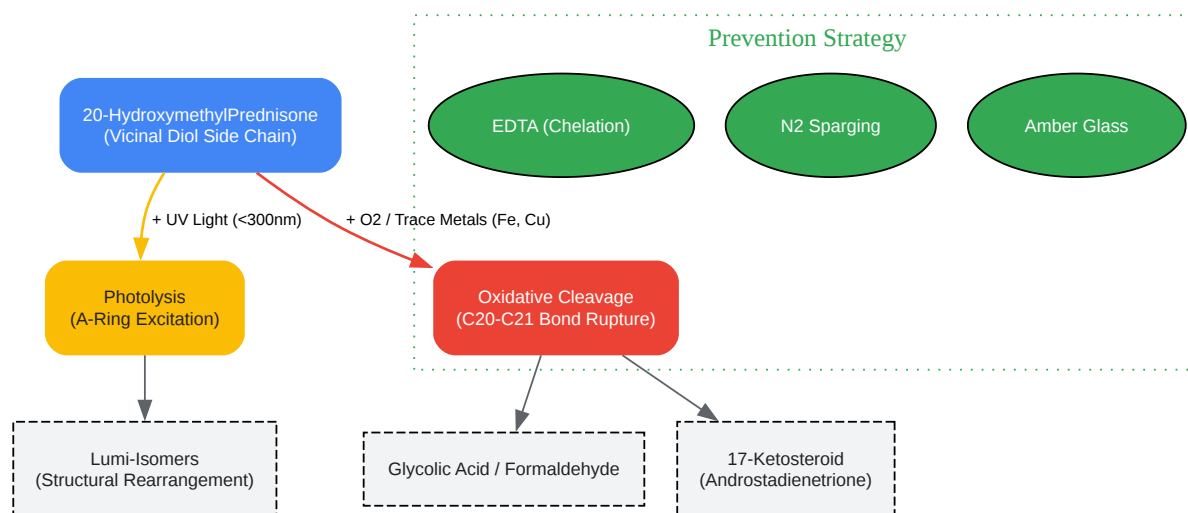 Prevention Strategy
20-HydroxymethylPrednisone
(Vicinal Diol Side Chain)
EDTA (Chelation)
N2 Sparging
Amber Glass
+ UV Light (<300nm)
+ O2 / Trace Metals (Fe, Cu)
Photolysis
(A-Ring Excitation)
Oxidative Cleavage
(C20-C21 Bond Rupture)
Lumi-Isomers
(Structural Rearrangement)
Glycolic Acid / Formaldehyde
17-Ketosteroid
(Androstadienetrione)